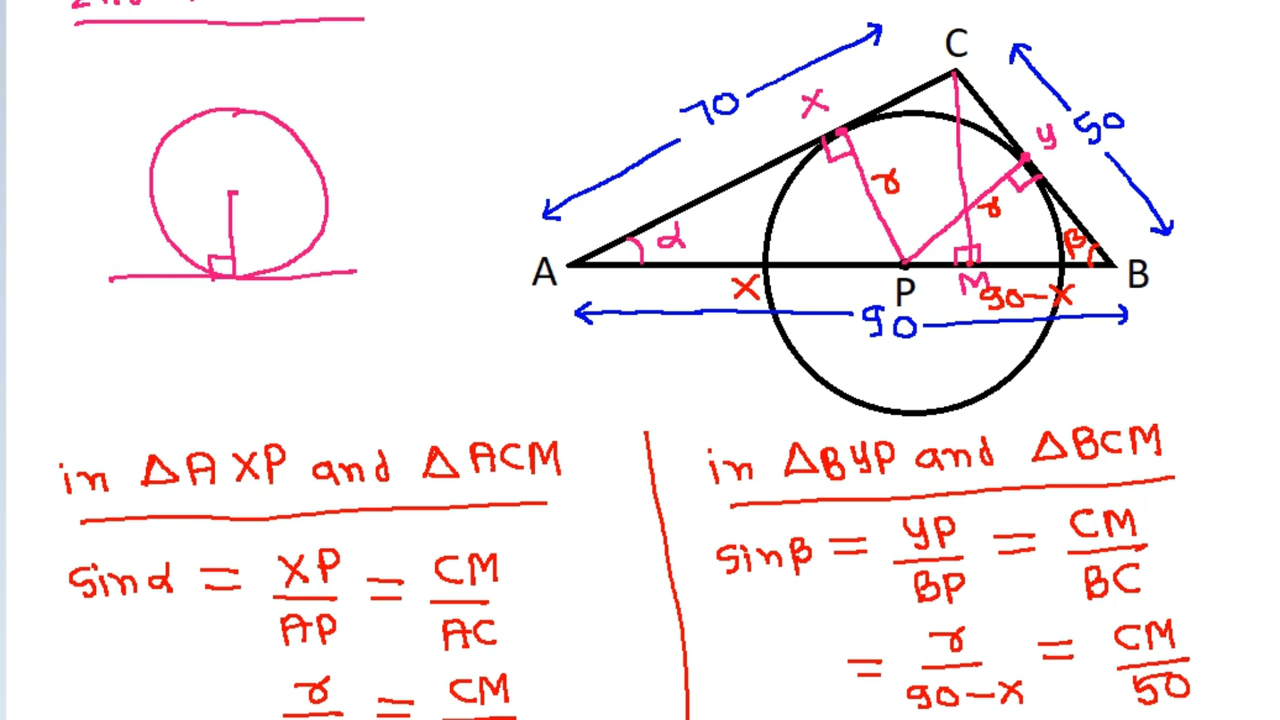 C
X
70
50
y
r
r
α
β
A
B
X
P
M
90-X
90
in ΔAXP and ΔACM
sinα = XP/AP = CM/AC
r = CM
in ΔBYP and ΔBCM
sinβ = YP/BP = CM/BC
= r/90-X = CM/50